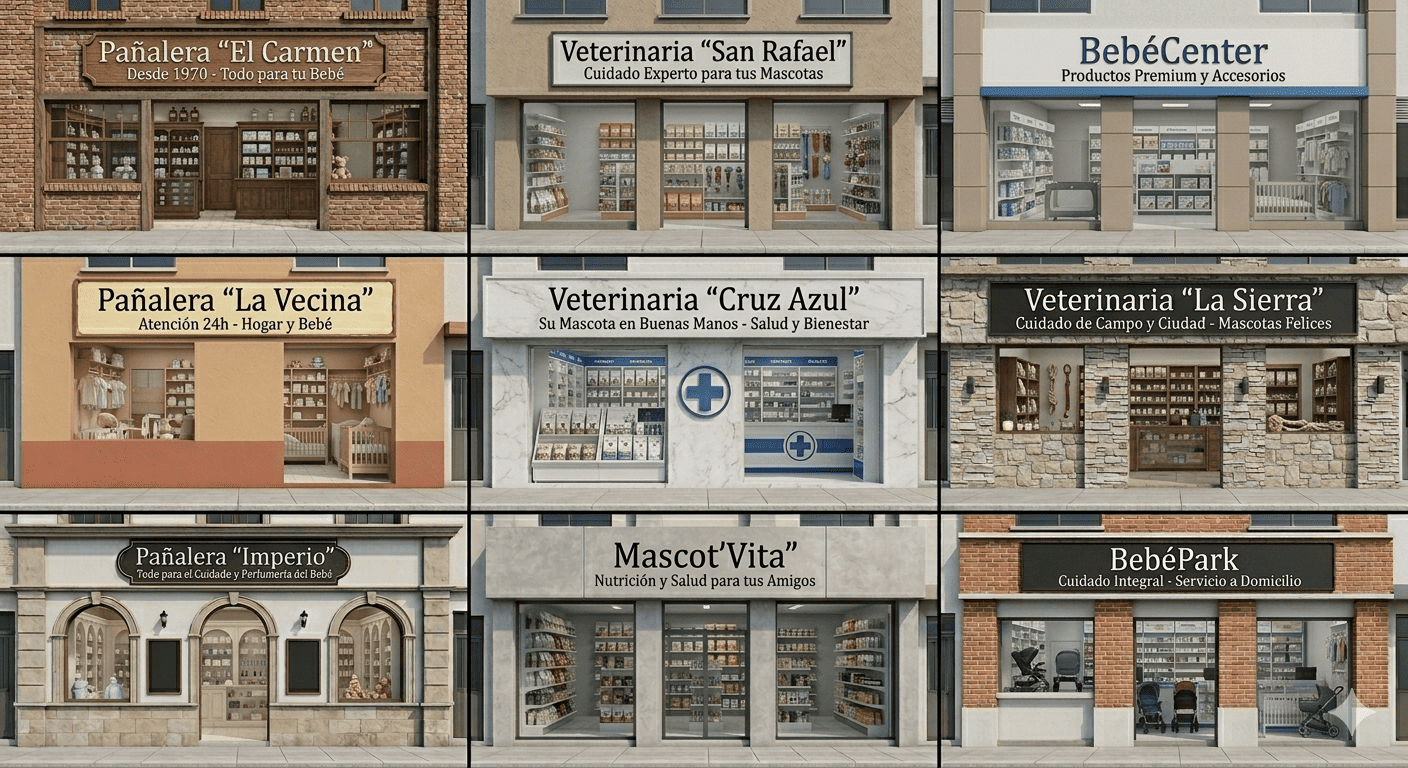 Pañalera “El Carmen”
Desde 1970 - Todo para tu Bebé
Veterinaria “San Rafael”
Cuidado Experto para tus Mascotas
BebéCenter
Productos Premium y Accesorios
Pañalera “La Vecina”
Atención 24h - Hogar y Bebé
Veterinaria “Cruz Azul”
Su Mascota en Buenas Manos - Salud y Bienestar
Veterinaria “La Sierra”
Cuidado de Campo y Ciudad - Mascotas Felices
Pañalera “Imperio”
Tode para el Cuidade y Perfumería del Bebé
Mascot’Vita”
Nutrición y Salud para tus Amigos
BebéPark
Cuidado Integral - Servicio a Domicilio